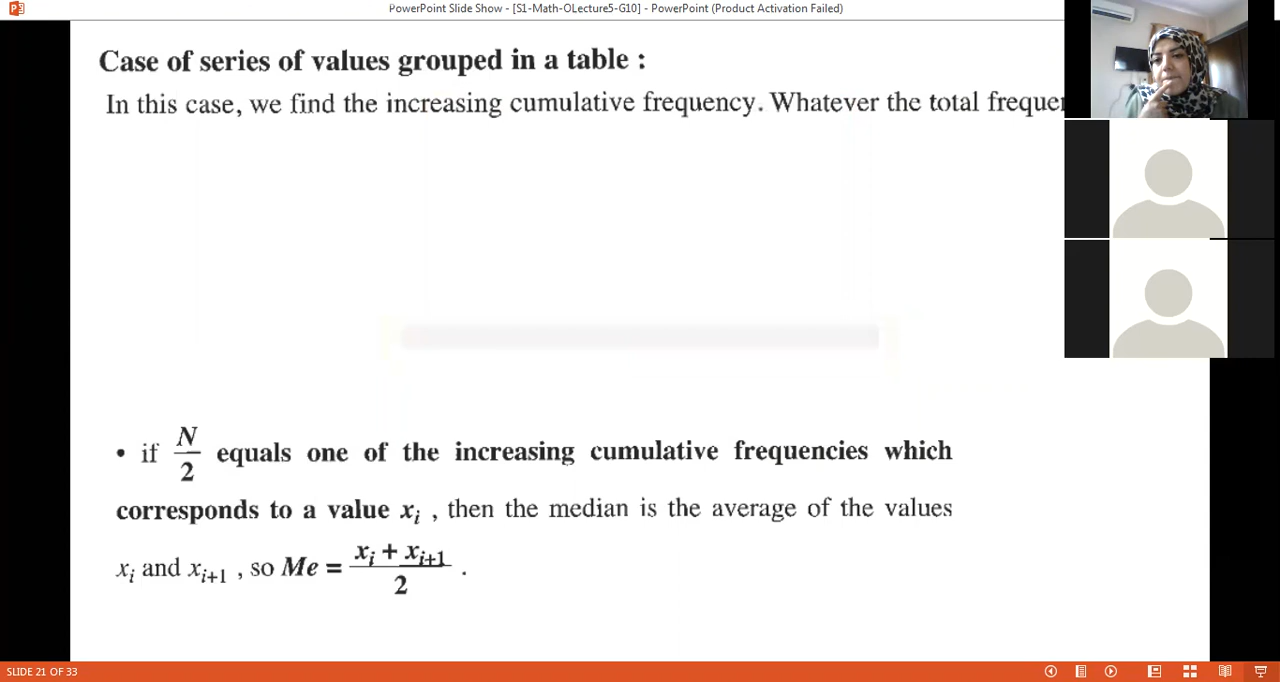 PowerPoint Slide Show - [S1-Math-OLecture5-G10] - PowerPoint (Product Activation Failed)
Case of series of values grouped in a table :
In this case, we find the increasing cumulative frequency. Whatever the total
• if N/2 equals one of the increasing cumulative frequencies which
corresponds to a value xᵢ , then the median is the average of the values
xᵢ and xᵢ₊₁ , so Me = (xᵢ + xᵢ₊₁)/2 .
SLIDE 21 OF 33